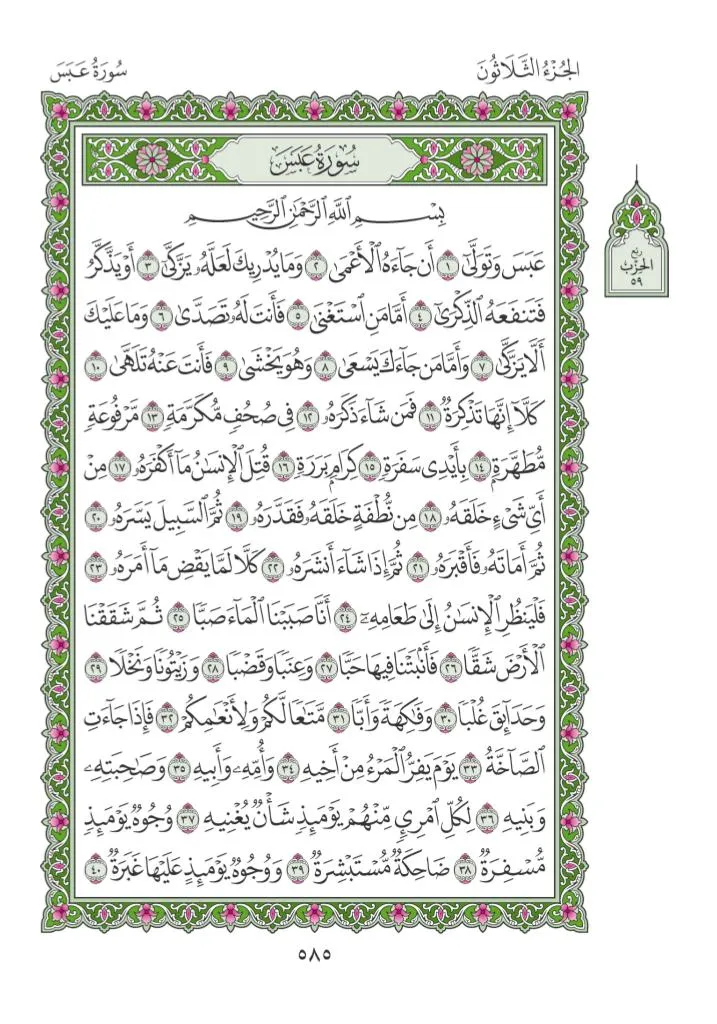 الجُزْءُ الثَّلَاثُونَ
سُورَةُ عَبَسَ
سُورَةُ عَبَسَ
بِسْمِ ٱللَّهِ ٱلرَّحْمَٰنِ ٱلرَّحِيمِ
عَبَسَ وَتَوَلَّىٰٓ ١ أَن جَآءَهُ ٱلْأَعْمَىٰ ٢ وَمَا يُدْرِيكَ لَعَلَّهُۥ يَزَّكَّىٰٓ ٣ أَوْ يَذَّكَّرُ
فَتَنفَعَهُ ٱلذِّكْرَىٰٓ ٤ أَمَّا مَنِ ٱسْتَغْنَىٰ ٥ فَأَنتَ لَهُۥ تَصَدَّىٰ ٦ وَمَا عَلَيْكَ
أَلَّا يَزَّكَّىٰ ٧ وَأَمَّا مَن جَآءَكَ يَسْعَىٰ ٨ وَهُوَ يَخْشَىٰ ٩ فَأَنتَ عَنْهُ تَلَهَّىٰ ١٠
كَلَّآ إِنَّهَا تَذْكِرَةٌ ١١ فَمَن شَآءَ ذَكَرَهُۥ ١٢ فِى صُحُفٍ مُّكَرَّمَةٍ ١٣ مَّرْفُوعَةٍ
مُّطَهَّرَةٍۭ ١٤ بِأَيْدِى سَفَرَةٍ ١٥ كِرَامٍۭ بَرَرَةٍ ١٦ قُتِلَ ٱلْإِنسَٰنُ مَآ أَكْفَرَهُۥ ١٧ مِنْ
أَىِّ شَىْءٍ خَلَقَهُۥ ١٨ مِن نُّطْفَةٍ خَلَقَهُۥ فَقَدَّرَهُۥ ١٩ ثُمَّ ٱلسَّبِيلَ يَسَّرَهُۥ ٢٠
ثُمَّ أَمَاتَهُۥ فَأَقْبَرَهُۥ ٢١ ثُمَّ إِذَا شَآءَ أَنشَرَهُۥ ٢٢ كَلَّا لَمَّا يَقْضِ مَآ أَمَرَهُۥ ٢٣
فَلْيَنظُرِ ٱلْإِنسَٰنُ إِلَىٰ طَعَامِهِۦٓ ٢٤ أَنَّا صَبَبْنَا ٱلْمَآءَ صَبًّا ٢٥ ثُمَّ شَقَقْنَا
ٱلْأَرْضَ شَقًّا ٢٦ فَأَنۢبَتْنَا فِيهَا حَبًّا ٢٧ وَعِنَبًا وَقَضْبًا ٢٨ وَزَيْتُونًا وَنَخْلًا ٢٩
وَحَدَآئِقَ غُلْبًا ٣٠ وَفَٰكِهَةً وَأَبًّا ٣١ مَّتَٰعًا لَّكُمْ وَلِأَنْعَٰمِكُمْ ٣٢ فَإِذَا جَآءَتِ
ٱلصَّآخَّةُ ٣٣ يَوْمَ يَفِرُّ ٱلْمَرْءُ مِنْ أَخِيهِ ٣٤ وَأُمِّهِۦ وَأَبِيهِ ٣٥ وَصَٰحِبَتِهِۦ
وَبَنِيهِ ٣٦ لِكُلِّ ٱمْرِئٍ مِّنْهُمْ يَوْمَئِذٍ شَأْنٌ يُغْنِيهِ ٣٧ وُجُوهٌ يَوْمَئِذٍ
مُّسْفِرَةٌ ٣٨ ضَاحِكَةٌ مُّسْتَبْشِرَةٌ ٣٩ وَوُجُوهٌ يَوْمَئِذٍ عَلَيْهَا غَبَرَةٌ ٤٠
ربع
الحزب
٥٩
٥٨٥